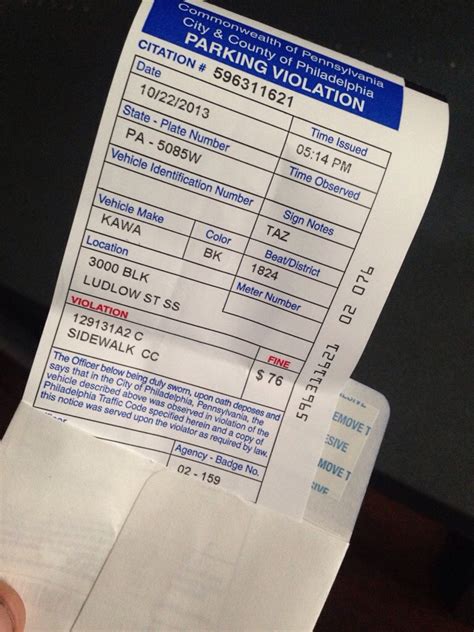 Commonwealth of Pennsylvania
City & County of Philadelphia
PARKING VIOLATION
CITATION # 596311621
Date
Time Issued
10/22/2013
05:14 PM
State - Plate Number
Time Observed
PA - 5085W
Vehicle Identification Number
Sign Notes
TAZ
Vehicle Make
Color
Beat/District
KAWA
BK
1824
Location
Meter Number
3000 BLK
LUDLOW ST SS
VIOLATION
FINE
129131A2 C
SIDEWALK CC
$ 76
The Officer below being duly sworn, upon oath deposes and
says that in the City of Philadelphia, Pennsylvania, the
vehicle described above was observed in violation of the
Philadelphia Traffic Code specified herein and a copy of
this notice was served upon the violator as required by law.
Agency - Badge No.
02 - 159
596311621 02 076
REMOVE T
ESIVE
MOVE T
SIVE